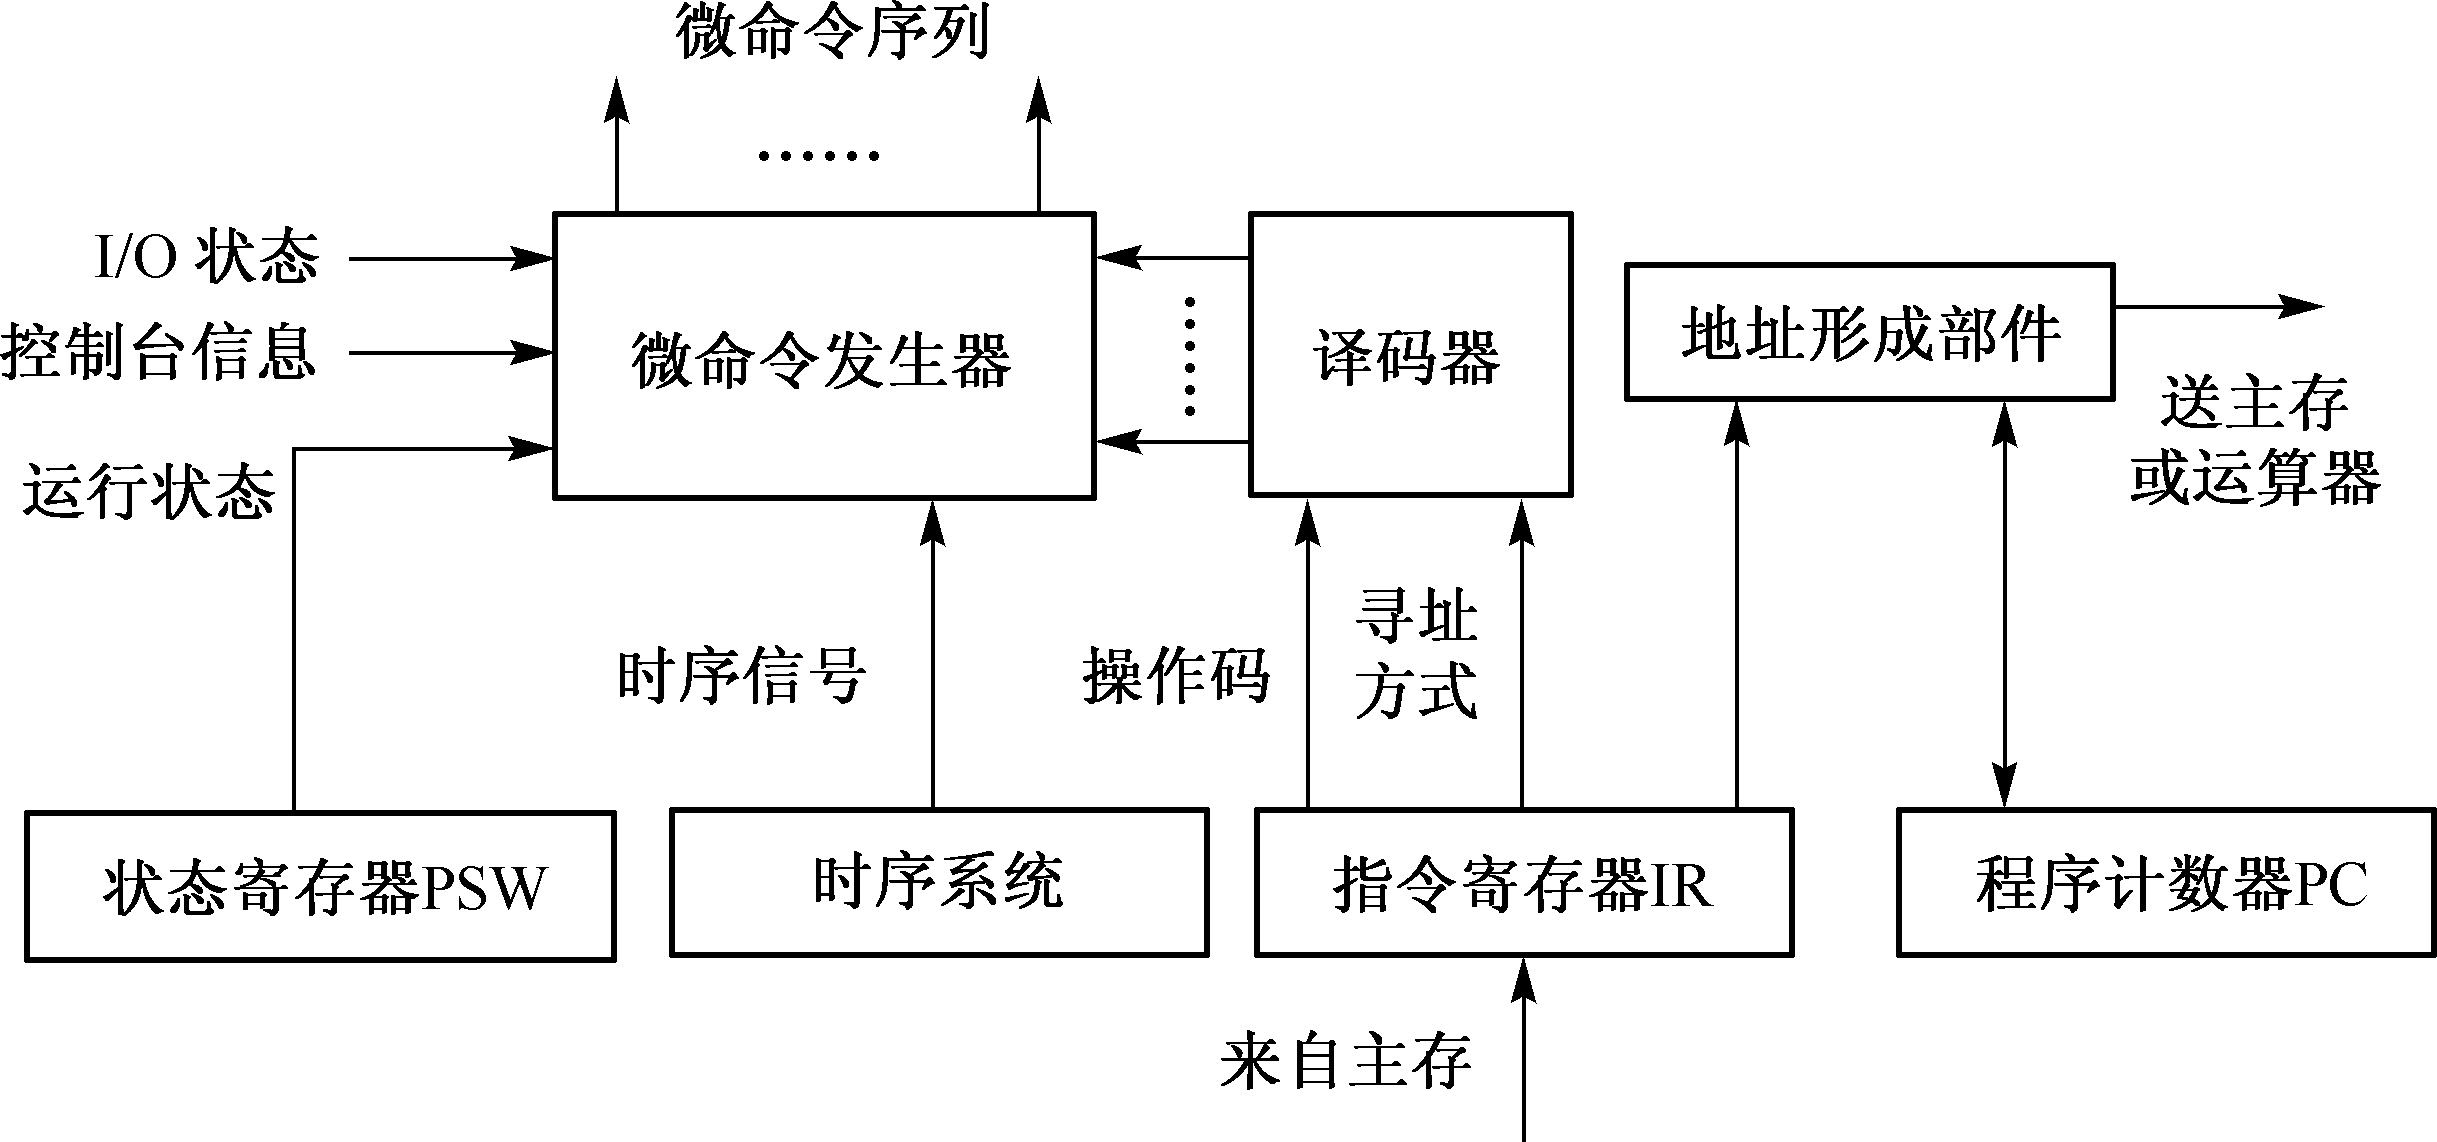 微命令序列
I/O 状态
控制台信息
运行状态
微命令发生器
译码器
地址形成部件
送主存
或运算器
时序信号
操作码
寻址
方式
状态寄存器PSW
时序系统
指令寄存器IR
程序计数器PC
来自主存